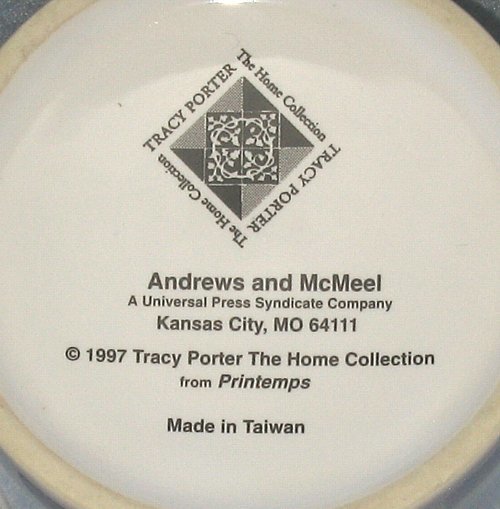 TRACY PORTER
The Home Collection
TRACY PORTER
The Home Collection
Andrews and McMeel
A Universal Press Syndicate Company
Kansas City, MO 64111
© 1997 Tracy Porter The Home Collection
from Printemps
Made in Taiwan